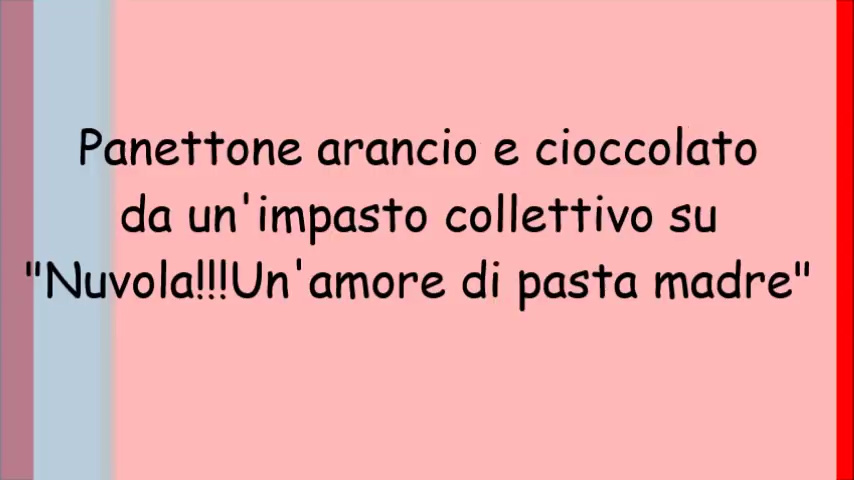 Panettone arancio e cioccolato
da un'impasto collettivo su
"Nuvola!!!Un'amore di pasta madre"